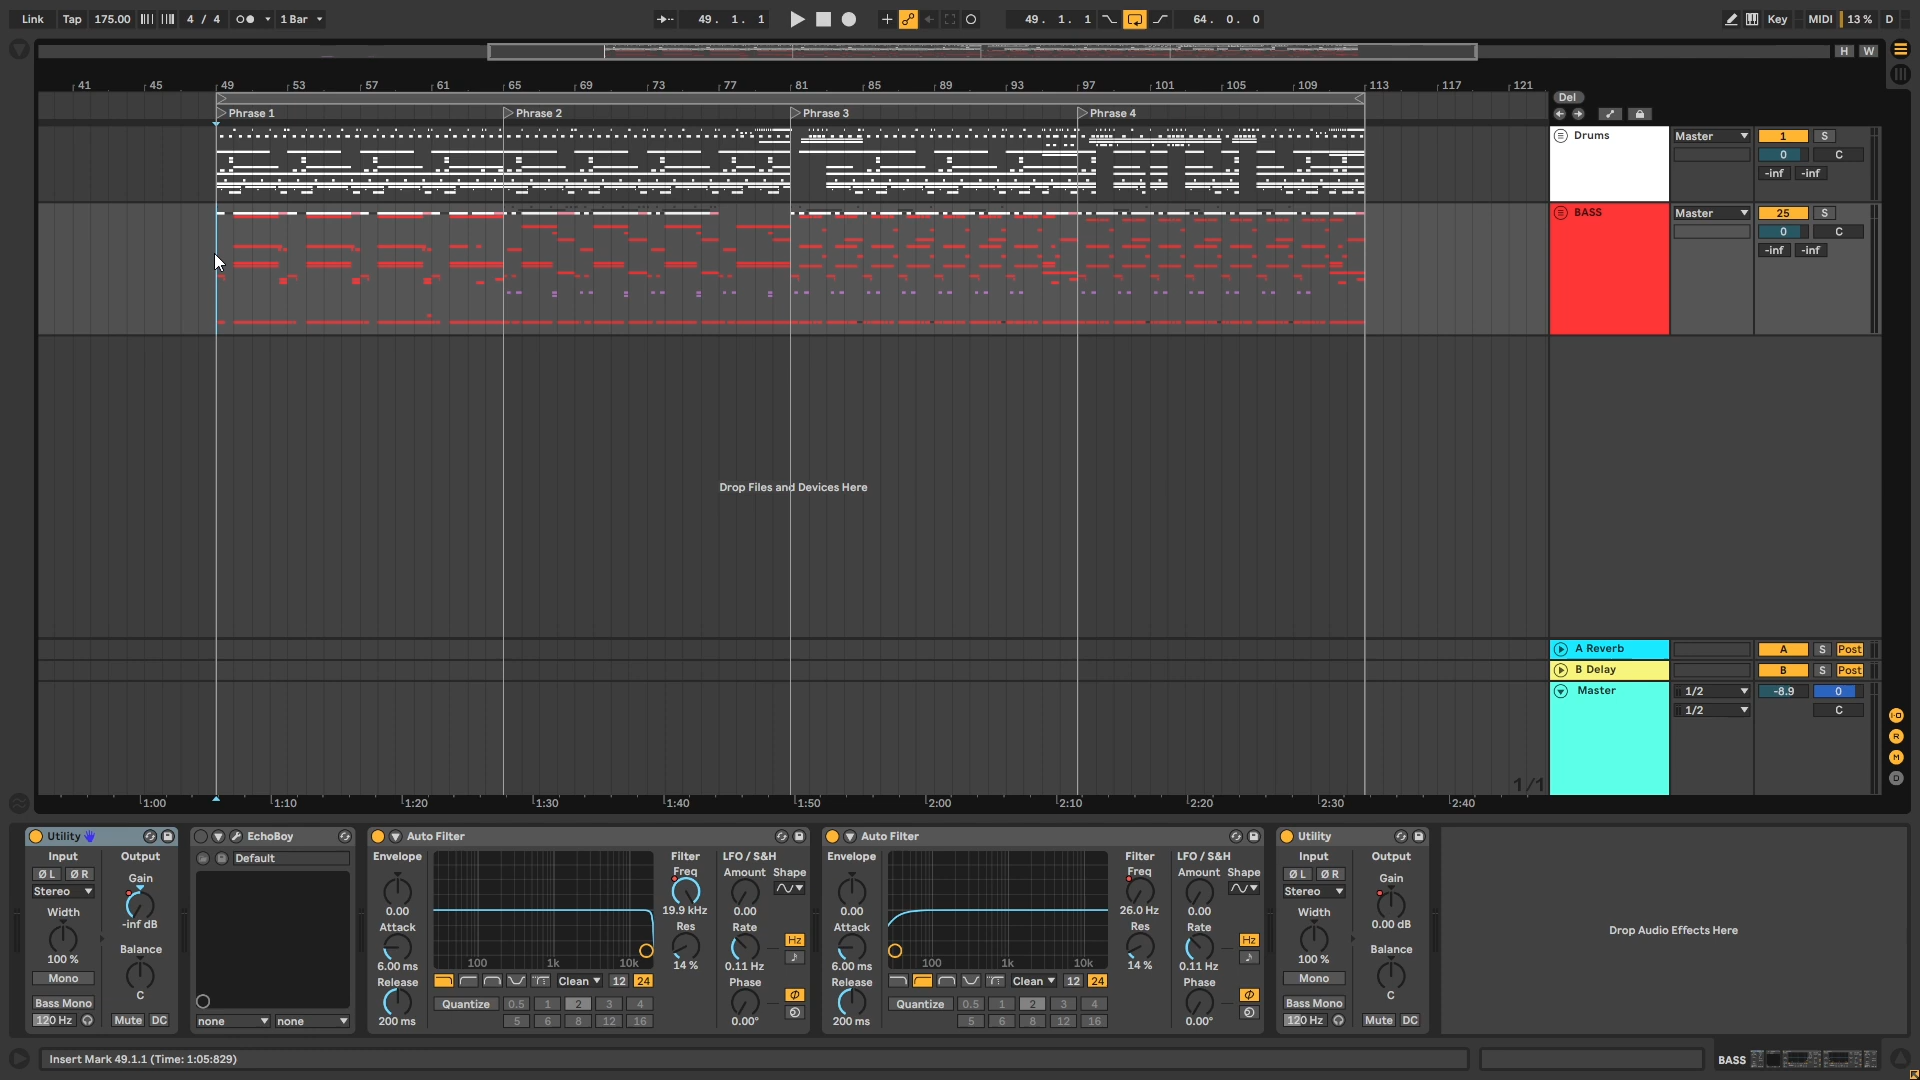 Link Tap 175.00 4 / 4 1 Bar 49. 1. 1 49. 1. 1 64. 0. 0 Key MIDI 13 % D
H W
41 45 49 53 57 61 65 69 73 77 81 85 89 93 97 101 105 109 113 117 121
Del
Phrase 1 Phrase 2 Phrase 3 Phrase 4
Drums Master 1 S
0 C
-inf -inf
BASS Master 25 S
0 C
-inf -inf
Drop Files and Devices Here
A Reverb A S Post
B Delay B S Post
Master 1/2 -8.9 0
1/2 C
I·O
R
M
D
1/1
1:00 1:10 1:20 1:30 1:40 1:50 2:00 2:10 2:20 2:30 2:40
Utility
Input Output
Ø L Ø R Gain
Stereo
-inf dB
Width
Balance
100 %
Mono
C
Bass Mono
120 Hz Mute DC
EchoBoy
Default
none none
Auto Filter
Envelope Filter LFO / S&H
Freq Amount Shape
0.00 19.9 kHz 0.00
Attack Res Rate
Hz
6.00 ms 100 1k 10k 14 % 0.11 Hz
Release Clean 12 24 Phase
Quantize 0.5 1 2 3 4
200 ms 5 6 8 12 16 0.00°
Auto Filter
Envelope Filter LFO / S&H
Freq Amount Shape
0.00 26.0 Hz 0.00
Attack Res Rate
Hz
6.00 ms 100 1k 10k 14 % 0.11 Hz
Release Clean 12 24 Phase
Quantize 0.5 1 2 3 4
200 ms 5 6 8 12 16 0.00°
Utility
Input Output
Ø L Ø R Gain
Stereo
0.00 dB
Width
Balance
100 %
Mono
C
Bass Mono
120 Hz Mute DC
Drop Audio Effects Here
Insert Mark 49.1.1 (Time: 1:05:829)
BASS